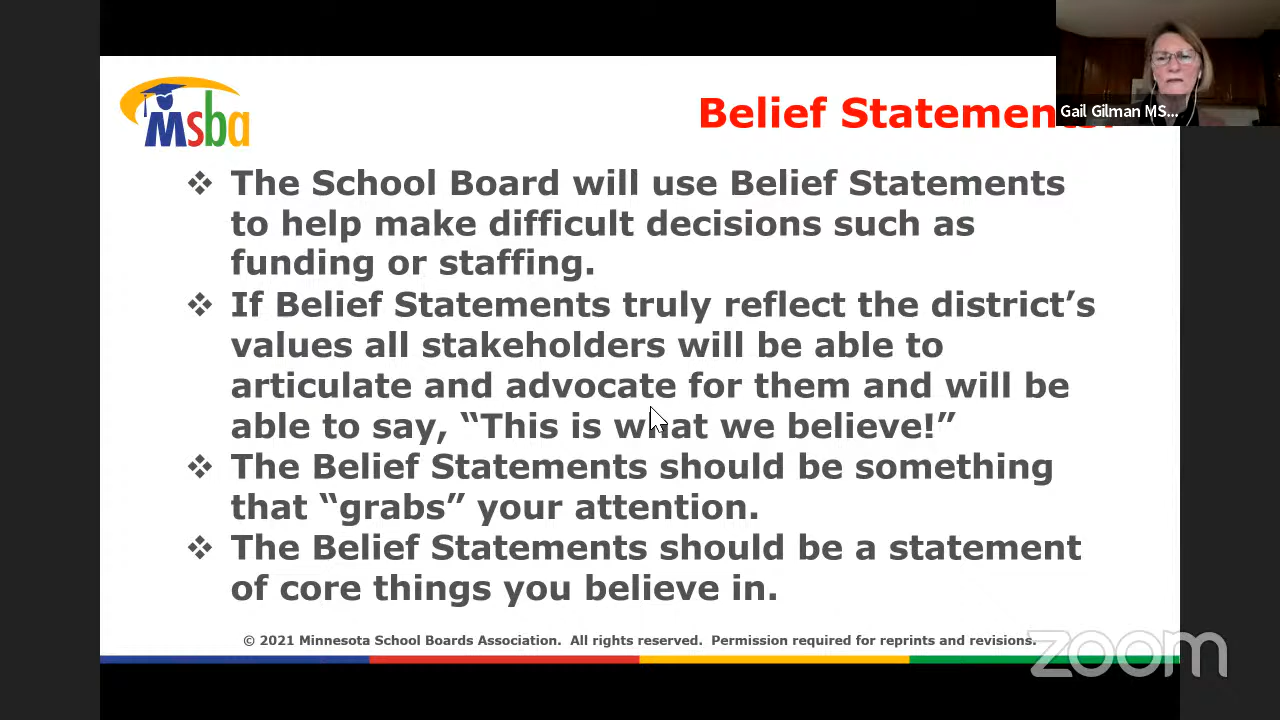 msba
Belief Statements
Gail Gilman MS...
❖ The School Board will use Belief Statements
to help make difficult decisions such as
funding or staffing.
❖ If Belief Statements truly reflect the district’s
values all stakeholders will be able to
articulate and advocate for them and will be
able to say, “This is what we believe!”
❖ The Belief Statements should be something
that “grabs” your attention.
❖ The Belief Statements should be a statement
of core things you believe in.
© 2021 Minnesota School Boards Association. All rights reserved. Permission required for reprints and revisions.
zoom